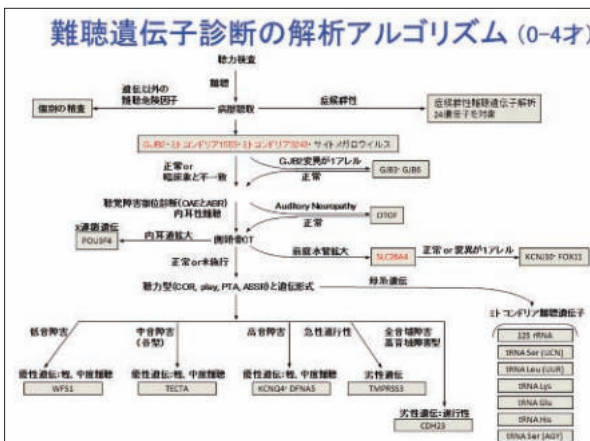 難聴遺伝子診断の解析アルゴリズム (0-4才)
聴力検査
難聴
遺伝以外の
難聴危険因子
症候群性
個別の検査
病歴聴取
症候群性難聴遺伝子解析
24遺伝子を対象
GJB2・ミトコンドリア1555・ミトコンドリア3243・サイトメガロウイルス
正常or
臨床像と不一致
GJB2変異が1アレル
正常
GJB3・GJB6
聴覚障害部位診断(OAEとABR)
内耳性難聴
Auditory Neuropathy
正常
OTOF
X連鎖遺伝
POU3F4
内耳道拡大
側頭骨CT
前庭水管拡大
SLC26A4
正常 or 変異が1アレル
KCNJ10・FOXI1
正常or未施行
聴力型(COR, play, PTA, ASSR)と遺伝形式
母系遺伝
ミトコンドリア難聴遺伝子
低音障害
中音障害
(皿型)
高音障害
急性進行性
全音域障害
高音域障害型
12S rRNA
tRNA Ser (UCN)
tRNA Leu (UUR)
tRNA Lys
tRNA Glu
tRNA His
tRNA Ser (AGY)
優性遺伝:軽、中度難聴
WFS1
優性遺伝:軽、中度難聴
TECTA
優性遺伝:軽、中度難聴
KCNQ4・DFNA5
劣性遺伝
TMPRSS3
劣性遺伝:進行性
CDH23